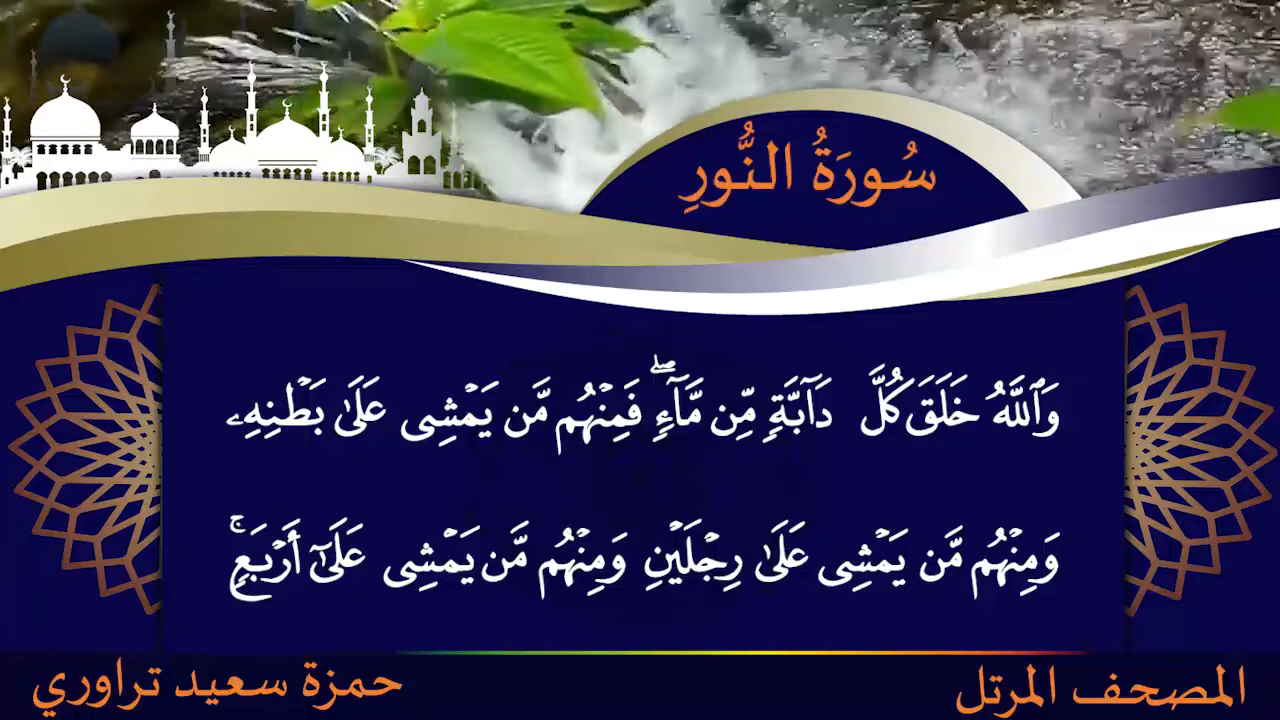 سُورَةُ النُّورِ
وَٱللَّهُ خَلَقَ كُلَّ دَآبَّةٖ مِّن مَّآءٖۖ فَمِنۡهُم مَّن يَمۡشِى عَلَىٰ بَطۡنِهِۦ
وَمِنۡهُم مَّن يَمۡشِى عَلَىٰ رِجۡلَيۡنِ وَمِنۡهُم مَّن يَمۡشِى عَلَىٰٓ أَرۡبَعٖۚ
المصحف المرتل
حمزة سعيد تراوري